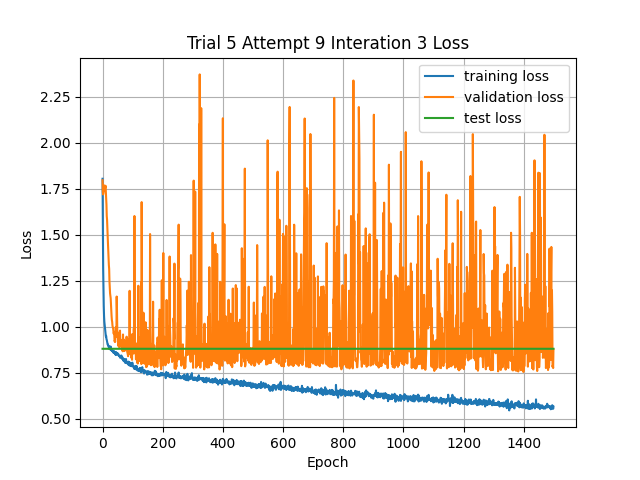 Trial 5 Attempt 9 Interation 3 Loss
training loss
validation loss
test loss
2.25
2.00
1.75
1.50
1.25
1.00
0.75
0.50
Loss
0 200 400 600 800 1000 1200 1400
Epoch